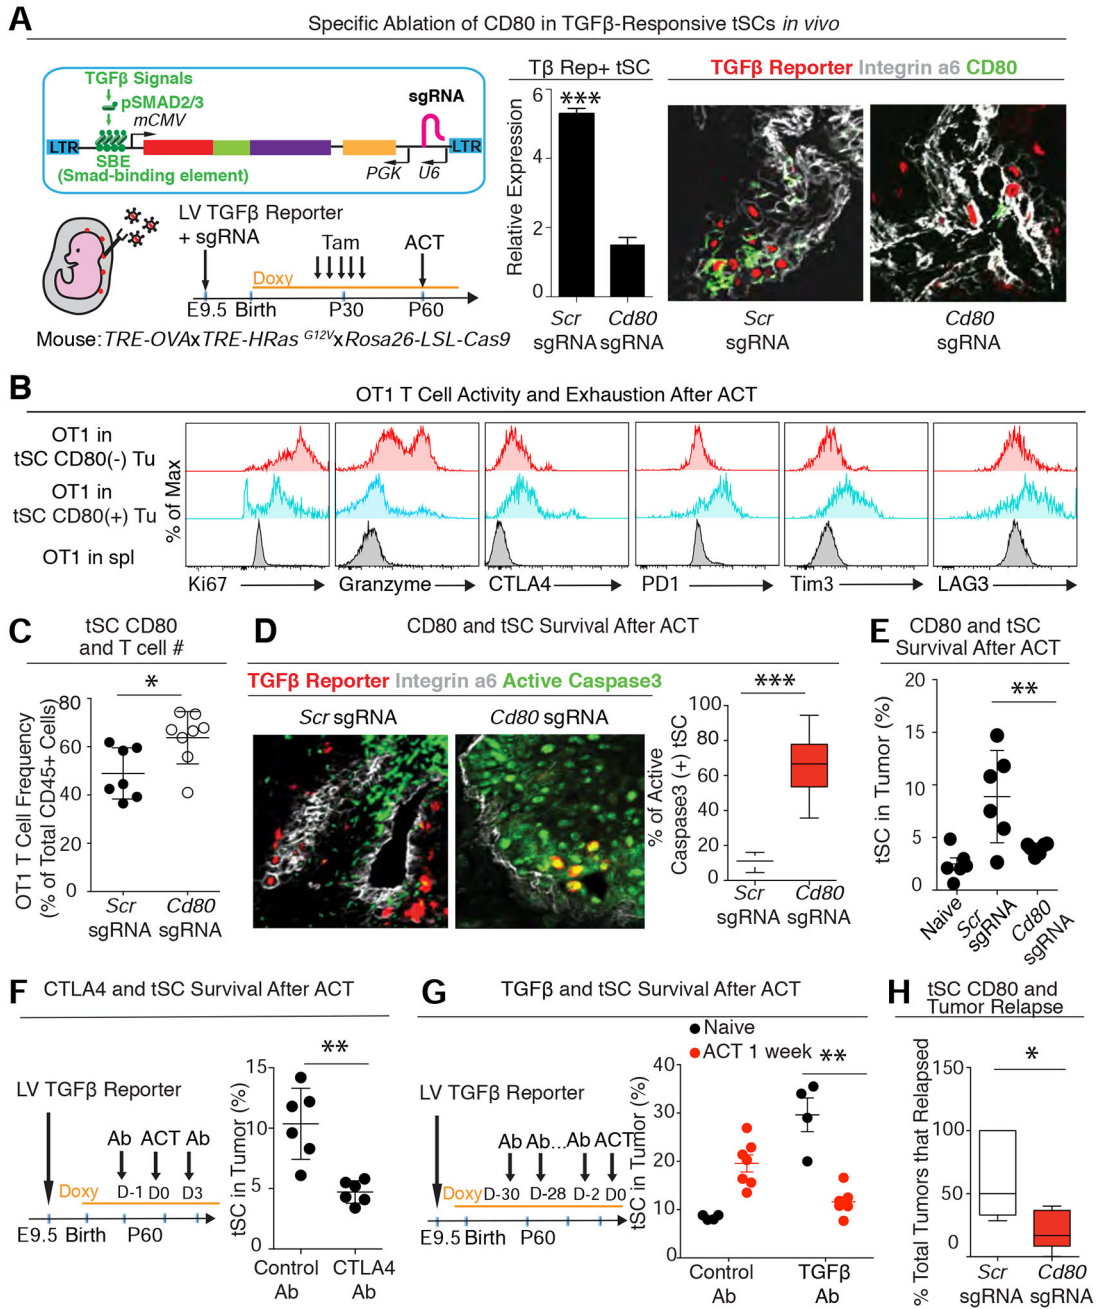 A
Specific Ablation of CD80 in TGFβ-Responsive tSCs in vivo
TGFβ Signals
pSMAD2/3
mCMV
sgRNA
LTR
LTR
SBE
(Smad-binding element)
PGK
U6
LV TGFβ Reporter
+ sgRNA
Tam
ACT
Doxy
E9.5
Birth
P30
P60
Mouse: TRE-OVAxTRE-HRas G12VxRosa26-LSL-Cas9
Tβ Rep+ tSC
Relative Expression
6
4
2
0
***
Scr
sgRNA
Cd80
sgRNA
TGFβ Reporter Integrin a6 CD80
Scr
sgRNA
Cd80
sgRNA
B
OT1 T Cell Activity and Exhaustion After ACT
OT1 in
tSC CD80(-) Tu
OT1 in
tSC CD80(+) Tu
OT1 in spl
% of Max
Ki67
Granzyme
CTLA4
PD1
Tim3
LAG3
C
tSC CD80
and T cell #
OT1 T Cell Frequency
(% of Total CD45+ Cells)
80
60
40
20
0
*
Scr
sgRNA
Cd80
sgRNA
D
CD80 and tSC Survival After ACT
TGFβ Reporter Integrin a6 Active Caspase3
Scr sgRNA
Cd80 sgRNA
% of Active
Caspase3 (+) tSC
100
80
60
40
20
0
***
Scr
sgRNA
Cd80
sgRNA
E
CD80 and tSC
Survival After ACT
tSC in Tumor (%)
20
15
10
5
0
**
Naive
Scr
sgRNA
Cd80
sgRNA
F
CTLA4 and tSC Survival After ACT
LV TGFβ Reporter
Ab
ACT
Ab
Doxy
D-1
D0
D3
E9.5
Birth
P60
tSC in Tumor (%)
15
10
5
0
**
Control
Ab
CTLA4
Ab
G
TGFβ and tSC Survival After ACT
LV TGFβ Reporter
Ab
Ab...
Ab
ACT
Doxy
D-30
D-28
D-2
D0
E9.5
Birth
P60
Naive
ACT 1 week
**
tSC in Tumor (%)
40
30
20
10
0
Control
Ab
TGFβ
Ab
H
tSC CD80 and
Tumor Relapse
% Total Tumors that Relapsed
150
100
50
0
*
Scr
sgRNA
Cd80
sgRNA